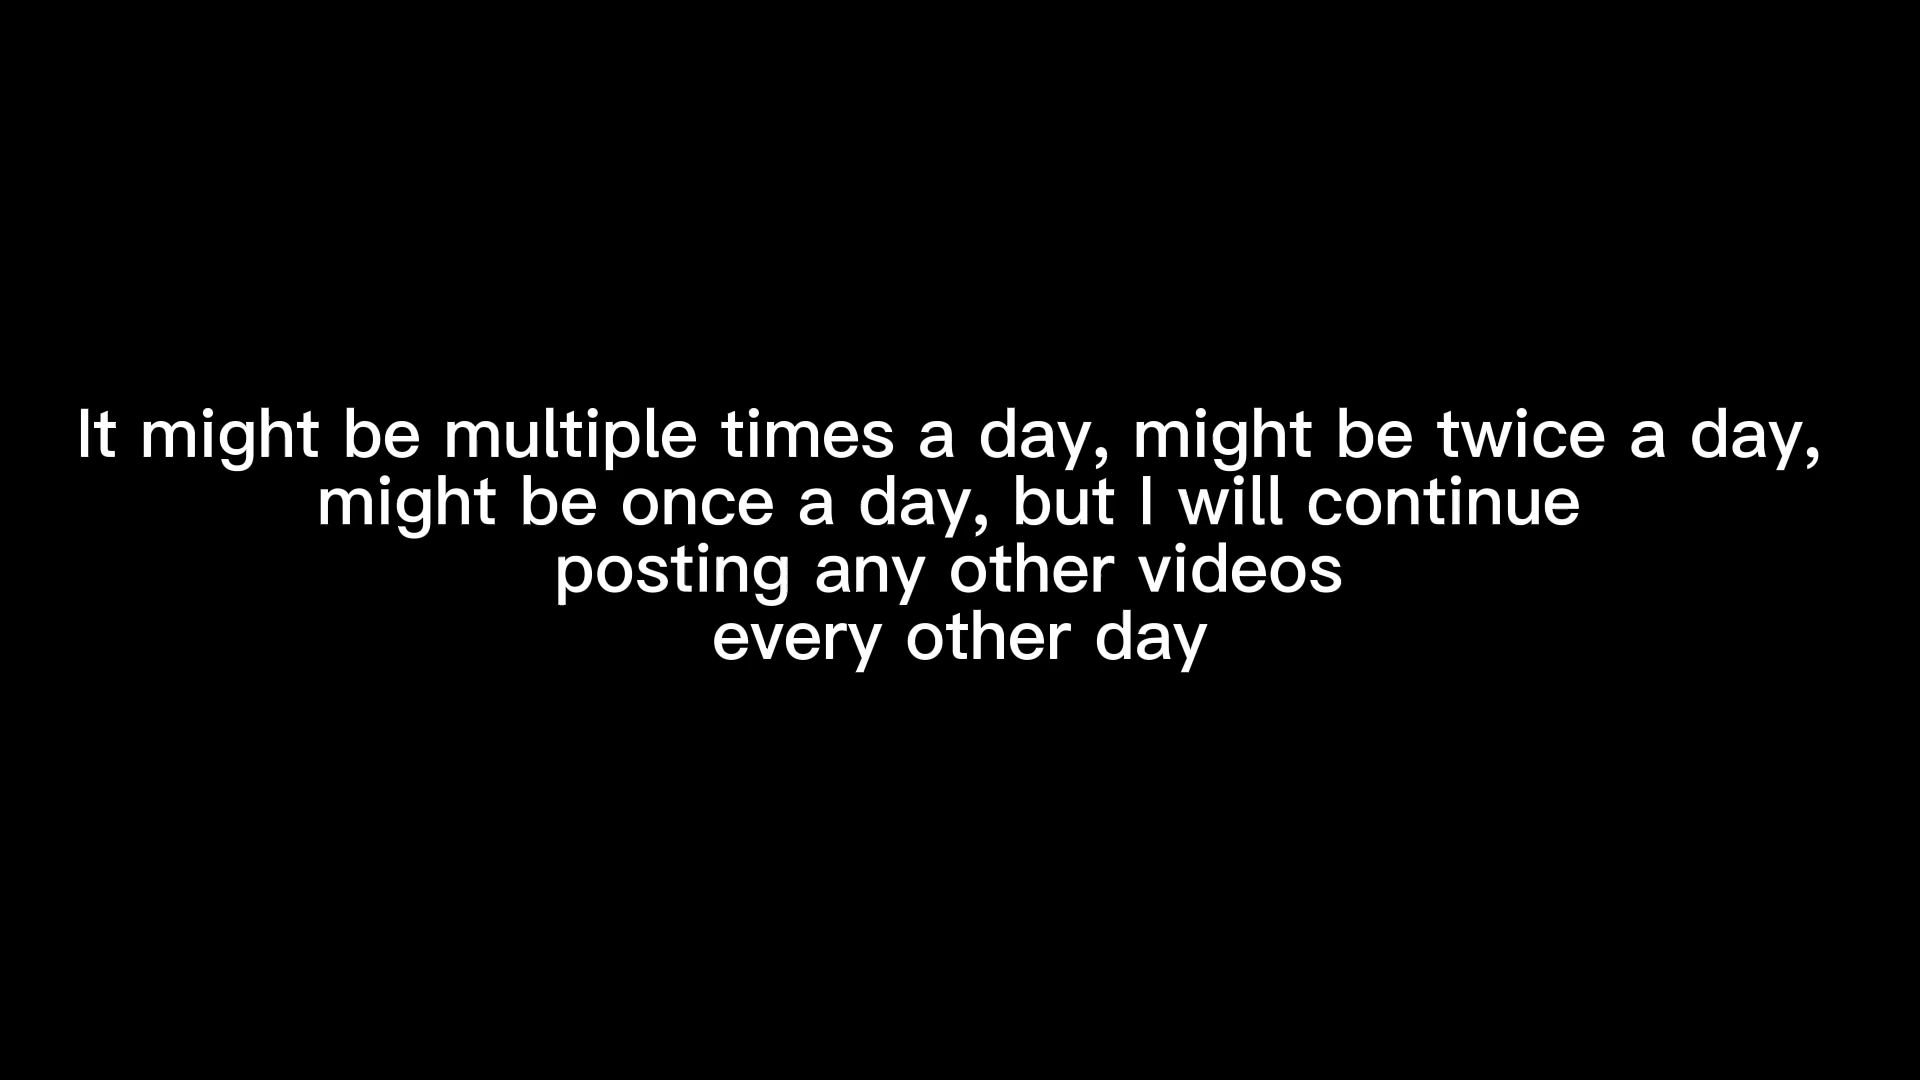 It might be multiple times a day, might be twice a day,
might be once a day, but I will continue
posting any other videos
every other day